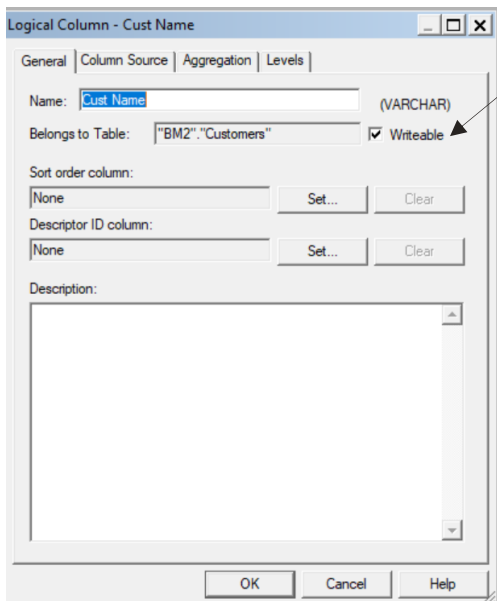 Logical Column - Cust Name
General Column Source Aggregation Levels
Name: Cust Name (VARCHAR)
Belongs to Table: "BM2"."Customers" Writeable
Sort order column:
None Set... Clear
Descriptor ID column:
None Set... Clear
Description:
OK Cancel Help